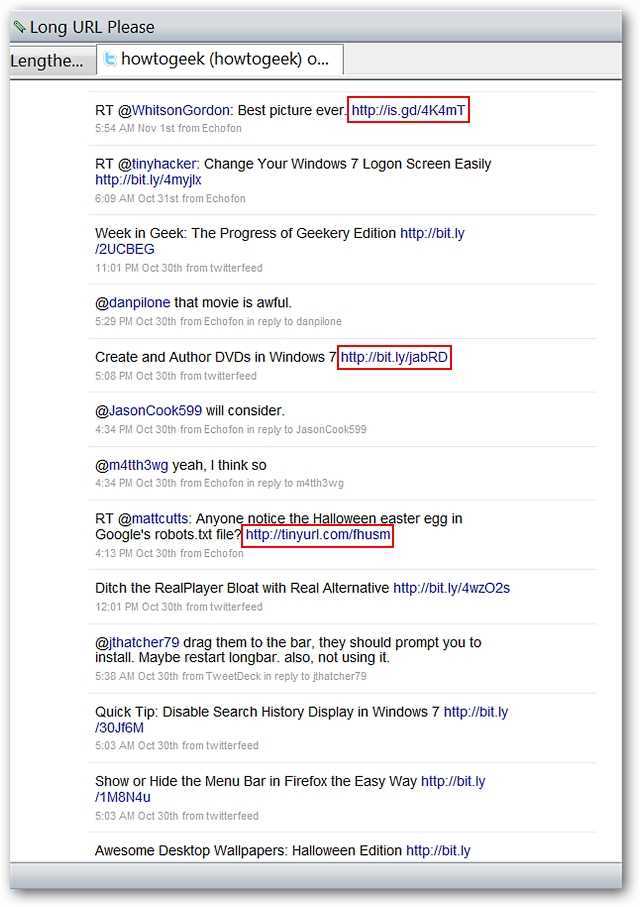 Long URL Please
Lengthe...
howtogeek (howtogeek) o...
RT @WhitsonGordon: Best picture ever. http://is.gd/4K4mT
5:54 AM Nov 1st from Echofon
RT @tinyhacker: Change Your Windows 7 Logon Screen Easily
http://bit.ly/4myjlx
6:09 AM Oct 31st from Echofon
Week in Geek: The Progress of Geekery Edition http://bit.ly
/2UCBEG
11:01 PM Oct 30th from twitterfeed
@danpilone that movie is awful.
5:29 PM Oct 30th from Echofon in reply to danpilone
Create and Author DVDs in Windows 7 http://bit.ly/jabRD
5:08 PM Oct 30th from twitterfeed
@JasonCook599 will consider.
4:34 PM Oct 30th from Echofon in reply to JasonCook599
@m4tth3wg yeah, I think so
4:34 PM Oct 30th from Echofon in reply to m4tth3wg
RT @mattcutts: Anyone notice the Halloween easter egg in
Google's robots.txt file? http://tinyurl.com/fhusm
4:13 PM Oct 30th from Echofon
Ditch the RealPlayer Bloat with Real Alternative http://bit.ly/4wzO2s
12:01 PM Oct 30th from twitterfeed
@jthatcher79 drag them to the bar, they should prompt you to
install. Maybe restart longbar. also, not using it.
5:38 AM Oct 30th from TweetDeck in reply to jthatcher79
Quick Tip: Disable Search History Display in Windows 7 http://bit.ly
/30Jf6M
5:03 AM Oct 30th from twitterfeed
Show or Hide the Menu Bar in Firefox the Easy Way http://bit.ly
/1M8N4u
5:03 AM Oct 30th from twitterfeed
Awesome Desktop Wallpapers: Halloween Edition http://bit.ly